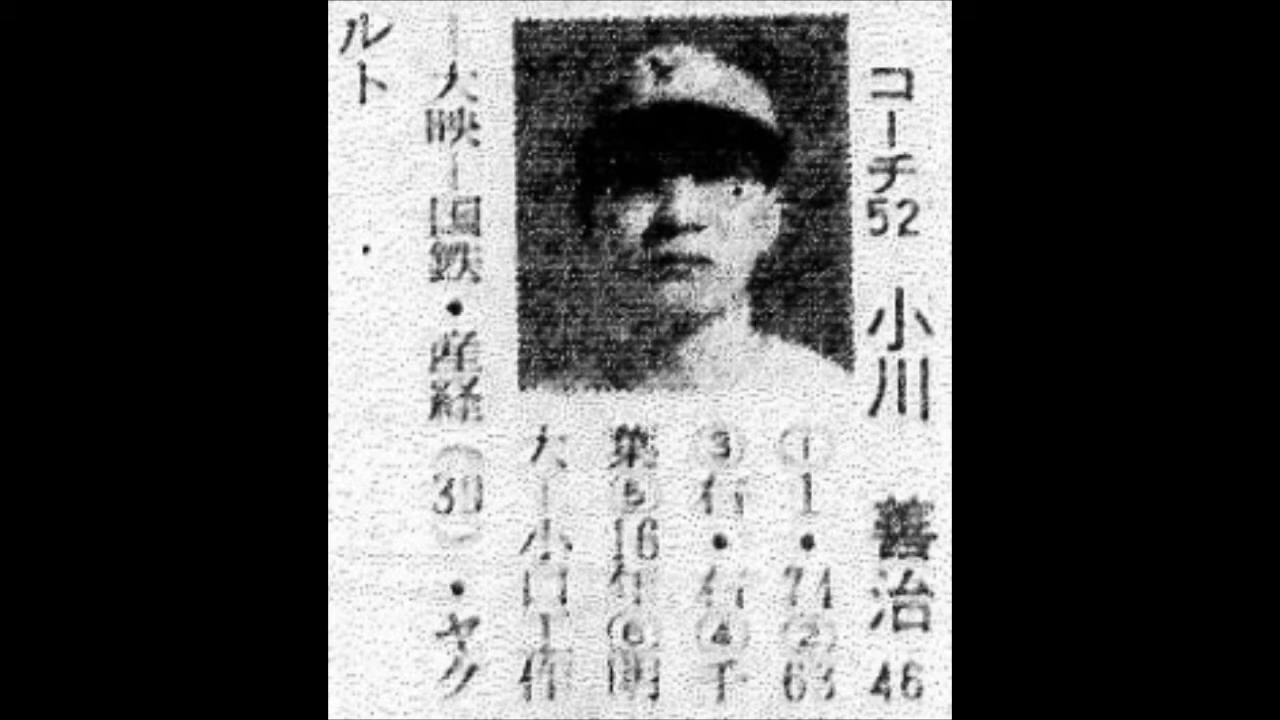 コーチ52 小川 善治 46
①1・74②63
③右・右④千
葉⑤16年⑥明
大―小口工作
―大映―国鉄・産経・ヤク
ルト